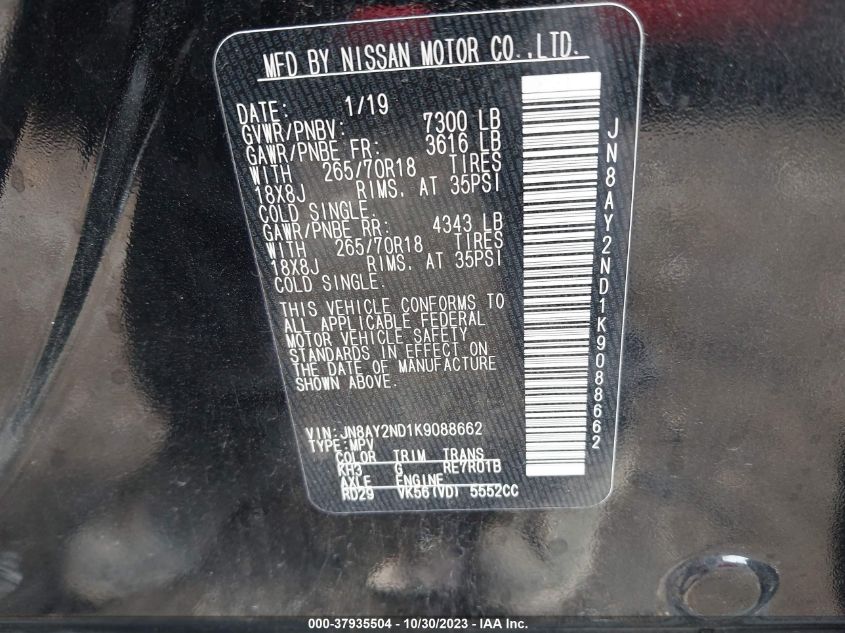 MFD BY NISSAN MOTOR CO.,LTD.
DATE: 1/19
GVWR/PNBV: 7300 LB
GAWR/PNBE FR: 3616 LB
WITH 265/70R18 TIRES
18X8J RIMS, AT 35PSI
COLD SINGLE.
GAWR/PNBE RR: 4343 LB
WITH 265/70R18 TIRES
18X8J RIMS, AT 35PSI
COLD SINGLE.
THIS VEHICLE CONFORMS TO
ALL APPLICABLE FEDERAL
MOTOR VEHICLE SAFETY
STANDARDS IN EFFECT ON
THE DATE OF MANUFACTURE
SHOWN ABOVE.
VIN:JN8AY2ND1K9088662
TYPE:MPV
COLOR TRIM TRANS
KH3 G RE7R01B
AXLE ENGINE
RD29 VK56(VD) 5552CC
JN8AY2ND1K9088662
000-37935504 - 10/30/2023 - IAA Inc.